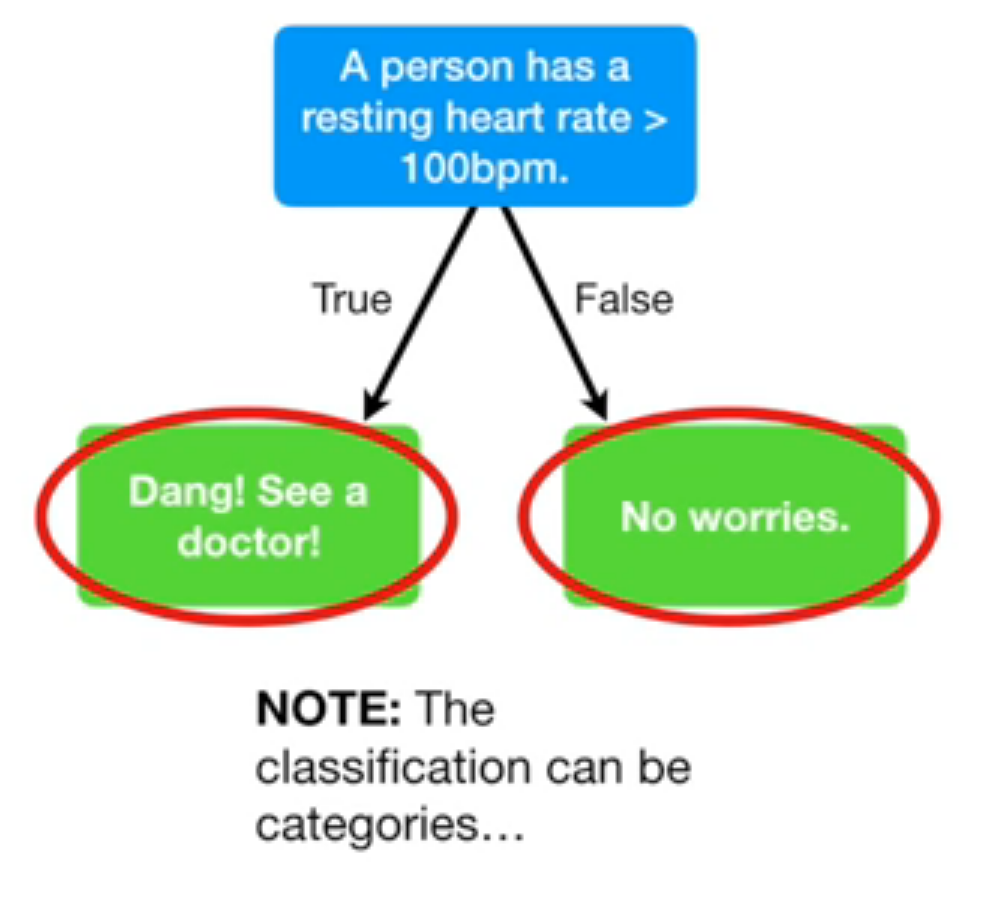 A person has a
resting heart rate >
100bpm.
True
False
Dang! See a
doctor!
No worries.
NOTE: The
classification can be
categories…